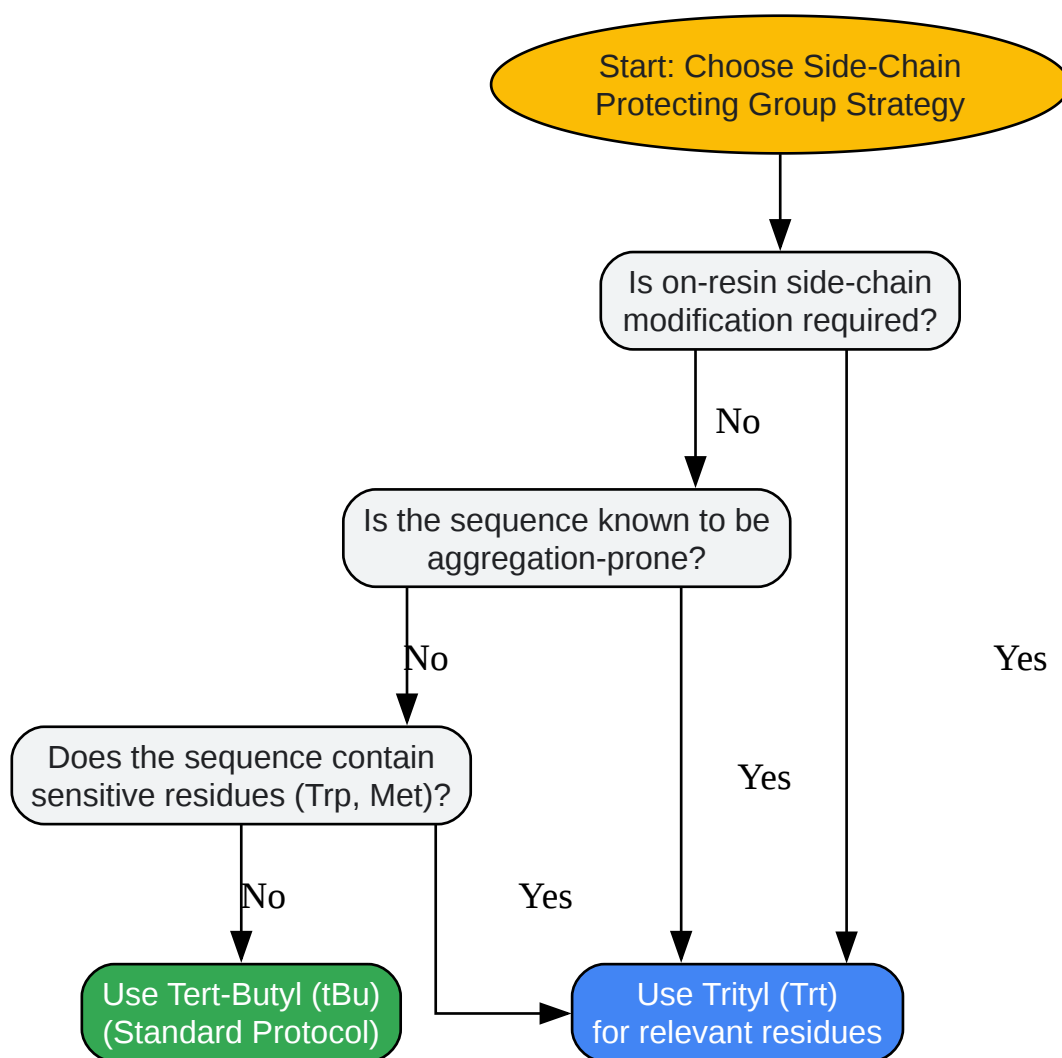 Start: Choose Side-Chain
Protecting Group Strategy
Is on-resin side-chain
modification required?
No
Is the sequence known to be
aggregation-prone?
No
Yes
Does the sequence contain
sensitive residues (Trp, Met)?
Yes
No
Yes
Use Tert-Butyl (tBu)
(Standard Protocol)
Use Trityl (Trt)
for relevant residues